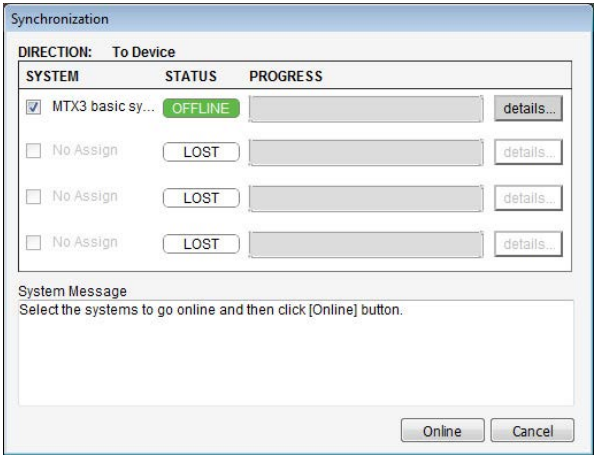 Synchronization
DIRECTION: To Device
SYSTEM STATUS PROGRESS
MTX3 basic sy... OFFLINE details...
No Assign LOST details...
No Assign LOST details...
No Assign LOST details...
System Message
Select the systems to go online and then click [Online] button.
Online Cancel